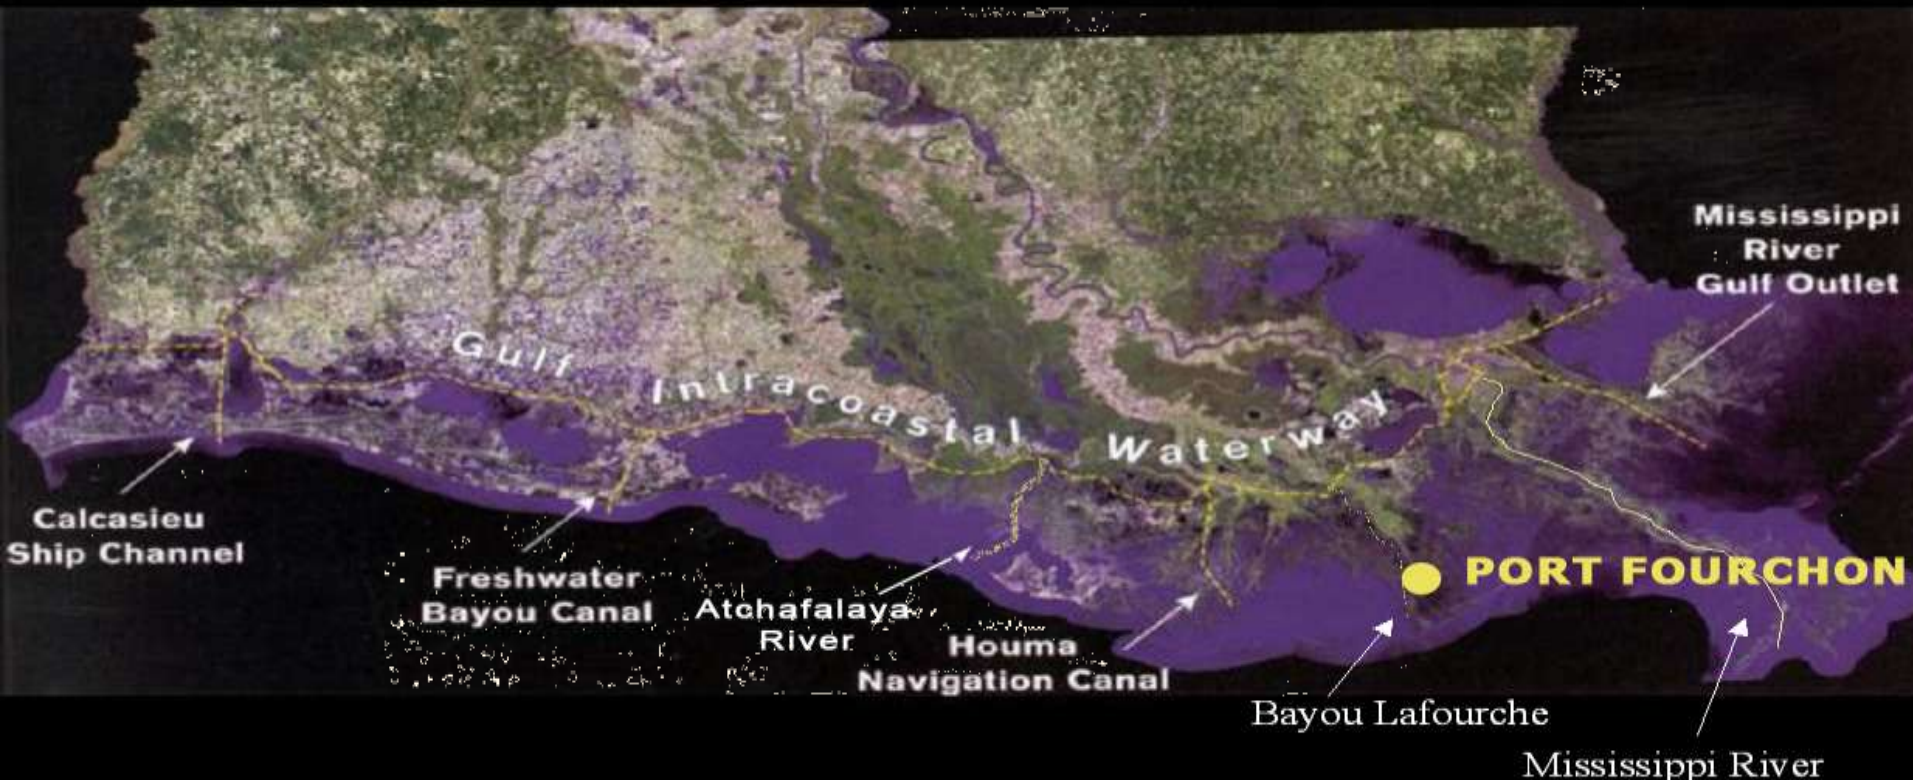 Mississippi
River
Gulf Outlet
Gulf Intracoastal Waterway
Calcasieu
Ship Channel
Freshwater
Bayou Canal
Atchafalaya
River
Houma
Navigation Canal
PORT FOURCHON
Bayou Lafourche
Mississippi River